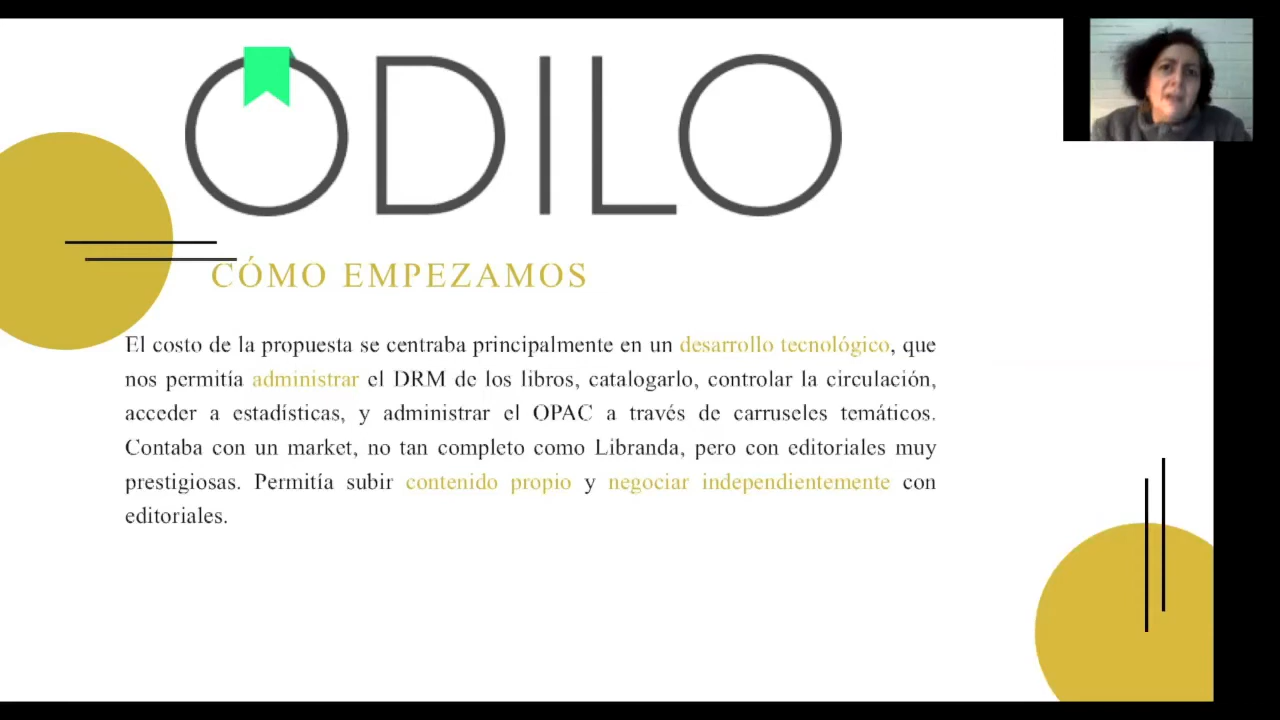 ODILO
CÓMO EMPEZAMOS
El costo de la propuesta se centraba principalmente en un desarrollo tecnológico, que
nos permitía administrar el DRM de los libros, catalogarlo, controlar la circulación,
acceder a estadísticas, y administrar el OPAC a través de carruseles temáticos.
Contaba con un market, no tan completo como Libranda, pero con editoriales muy
prestigiosas. Permitía subir contenido propio y negociar independientemente con
editoriales.